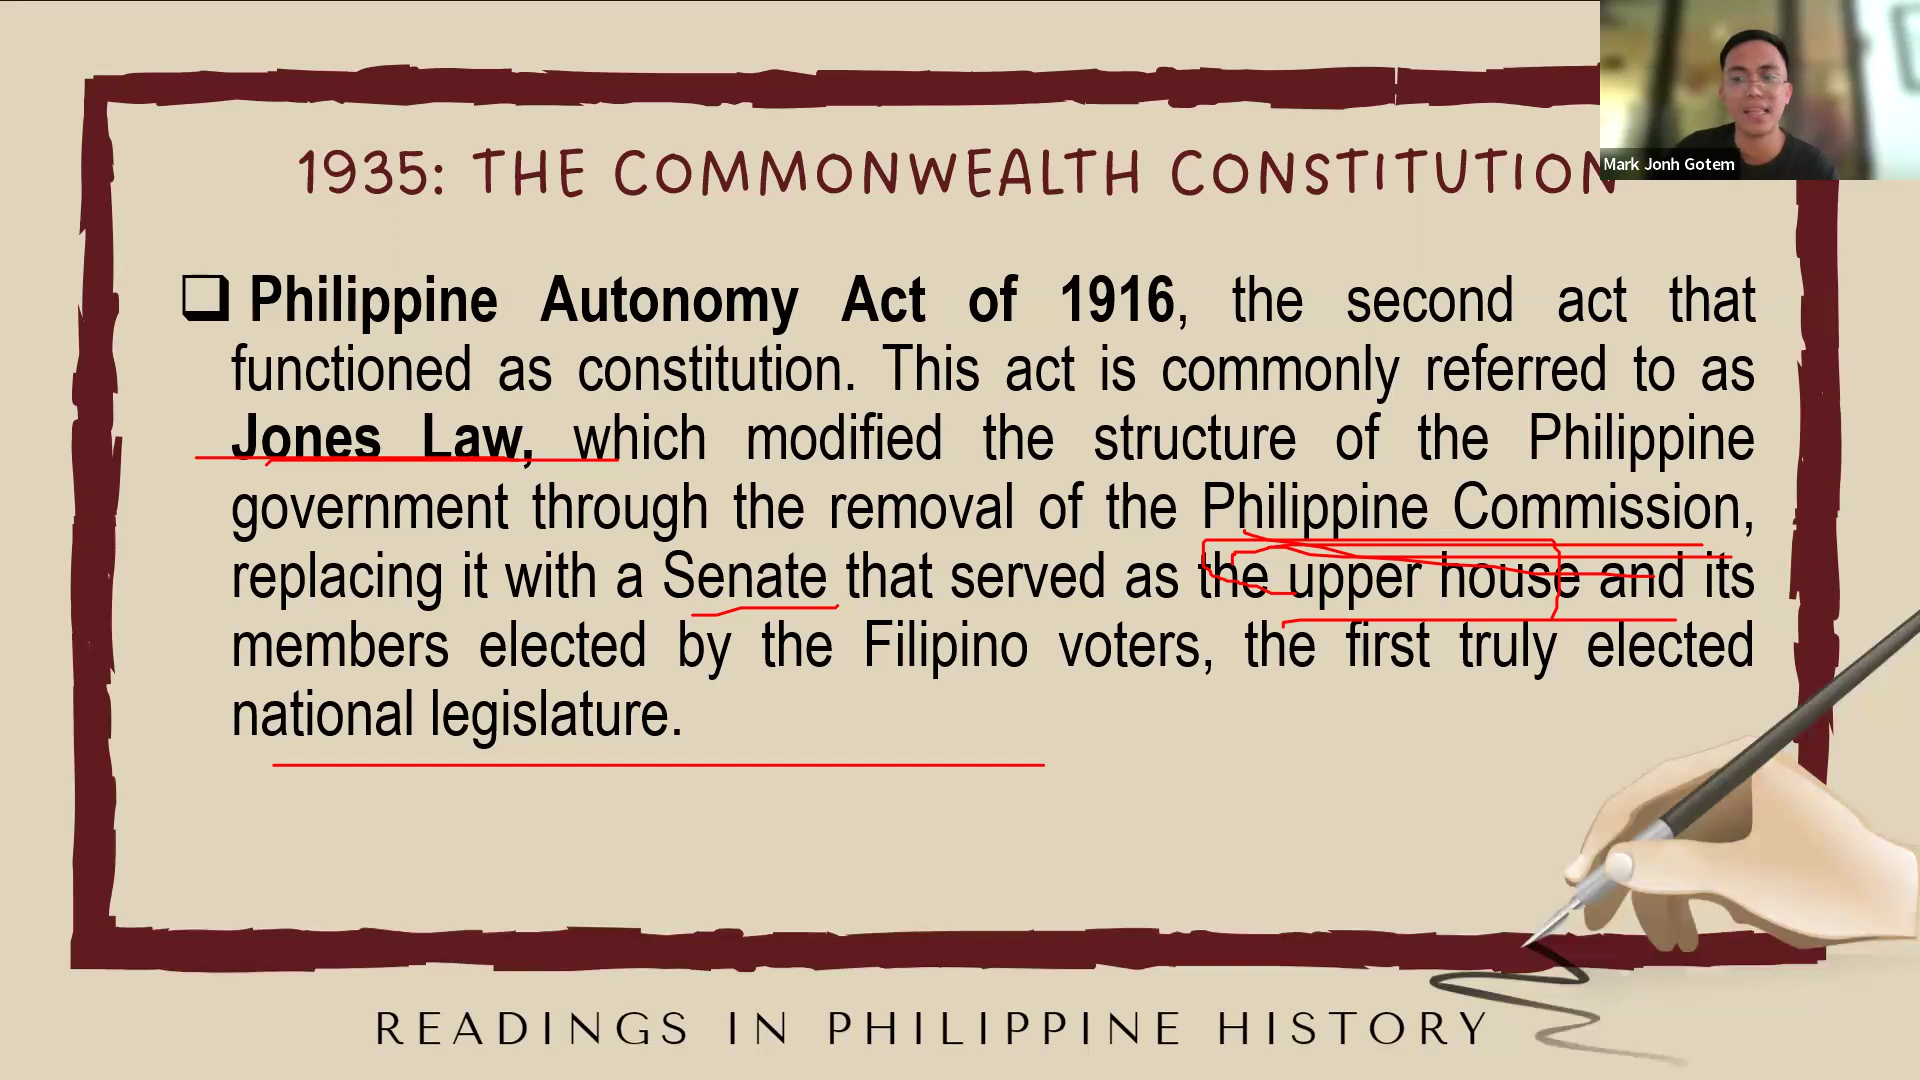 1935: THE COMMONWEALTH CONSTITUTION
Mark Jonh Gotem
❑ Philippine Autonomy Act of 1916, the second act that
functioned as constitution. This act is commonly referred to as
Jones Law, which modified the structure of the Philippine
government through the removal of the Philippine Commission,
replacing it with a Senate that served as the upper house and its
members elected by the Filipino voters, the first truly elected
national legislature.
READINGS IN PHILIPPINE HISTORY